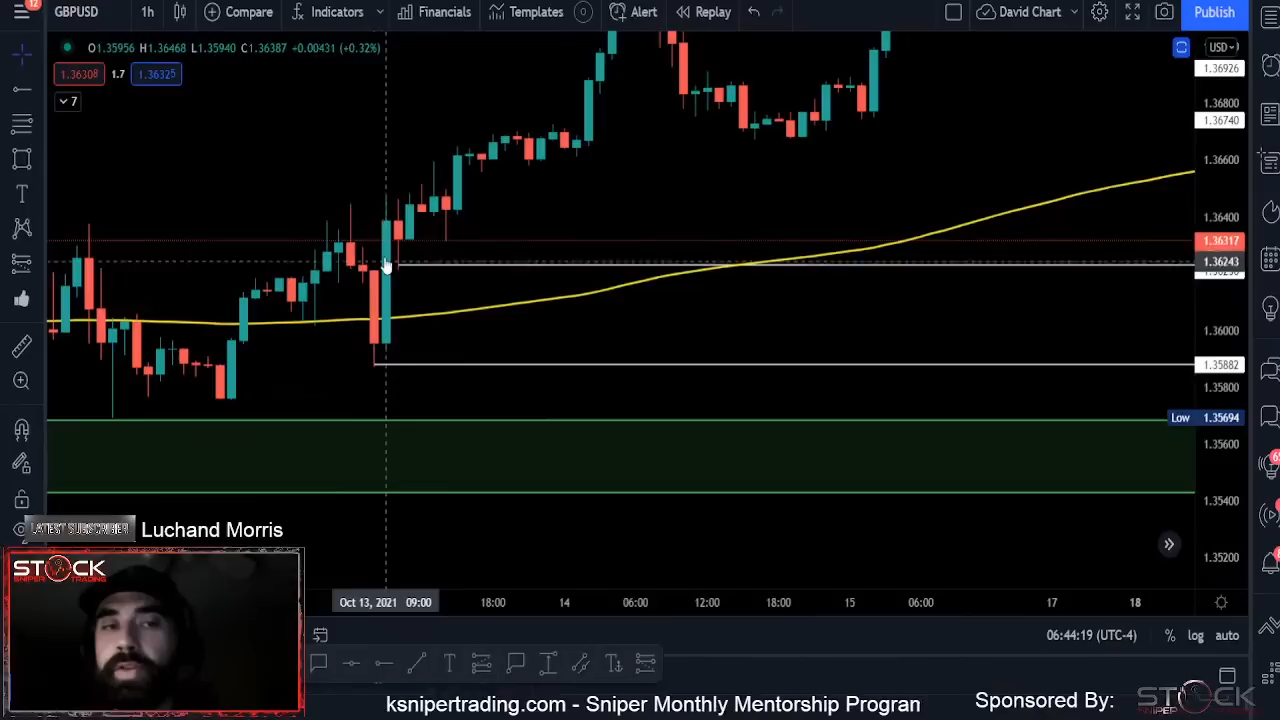 12
GBPUSD
1h
Compare
Indicators
Financials
Templates
Alert
Replay
David Chart
Publish
O1.35956 H1.36468 L1.35940 C1.36387 +0.00431 (+0.32%)
1.36308 1.7 1.36325
7
USD
1.36926
1.36800
1.36740
1.36600
1.36400
1.36317
1.36243
1.36000
1.35882
1.35800
Low 1.35694
1.35600
1.35400
1.35200
LATEST SUBSCRIBER Luchand Morris
STOCK
SNIPER TRADING
Oct 13, 2021 09:00 18:00 14 06:00 12:00 18:00 15 06:00 17 18
06:44:19 (UTC-4) % log auto
ksnipertrading.com - Sniper Monthly Mentorship Progran
Sponsored By:
STOCK